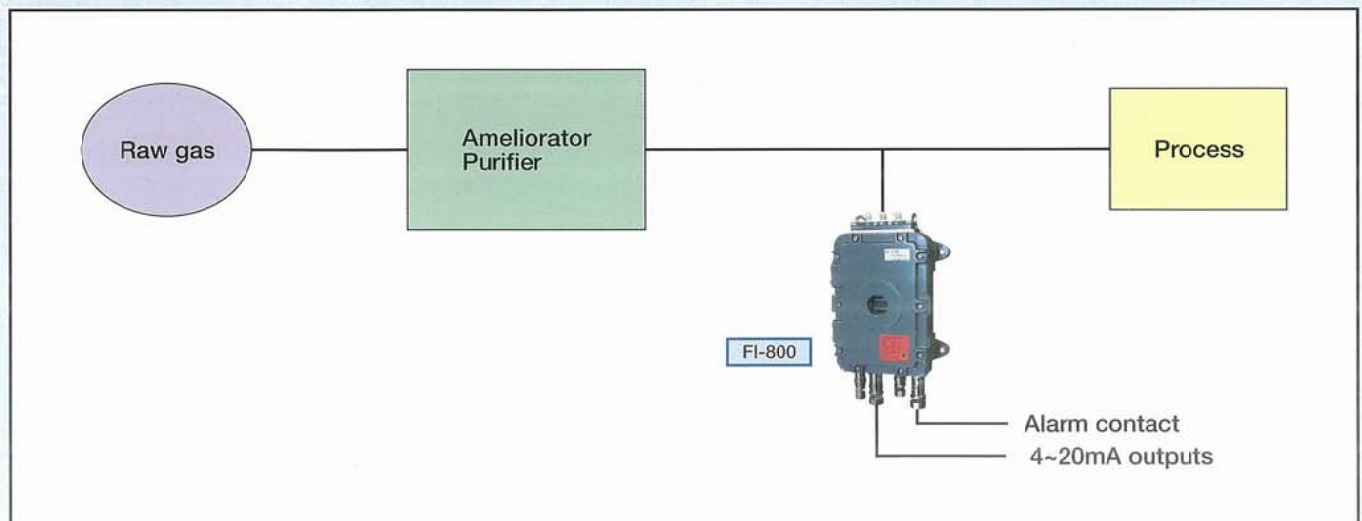 Raw gas
Ameliorator
Purifier
Process
FI-800
Alarm contact
4~20mA outputs